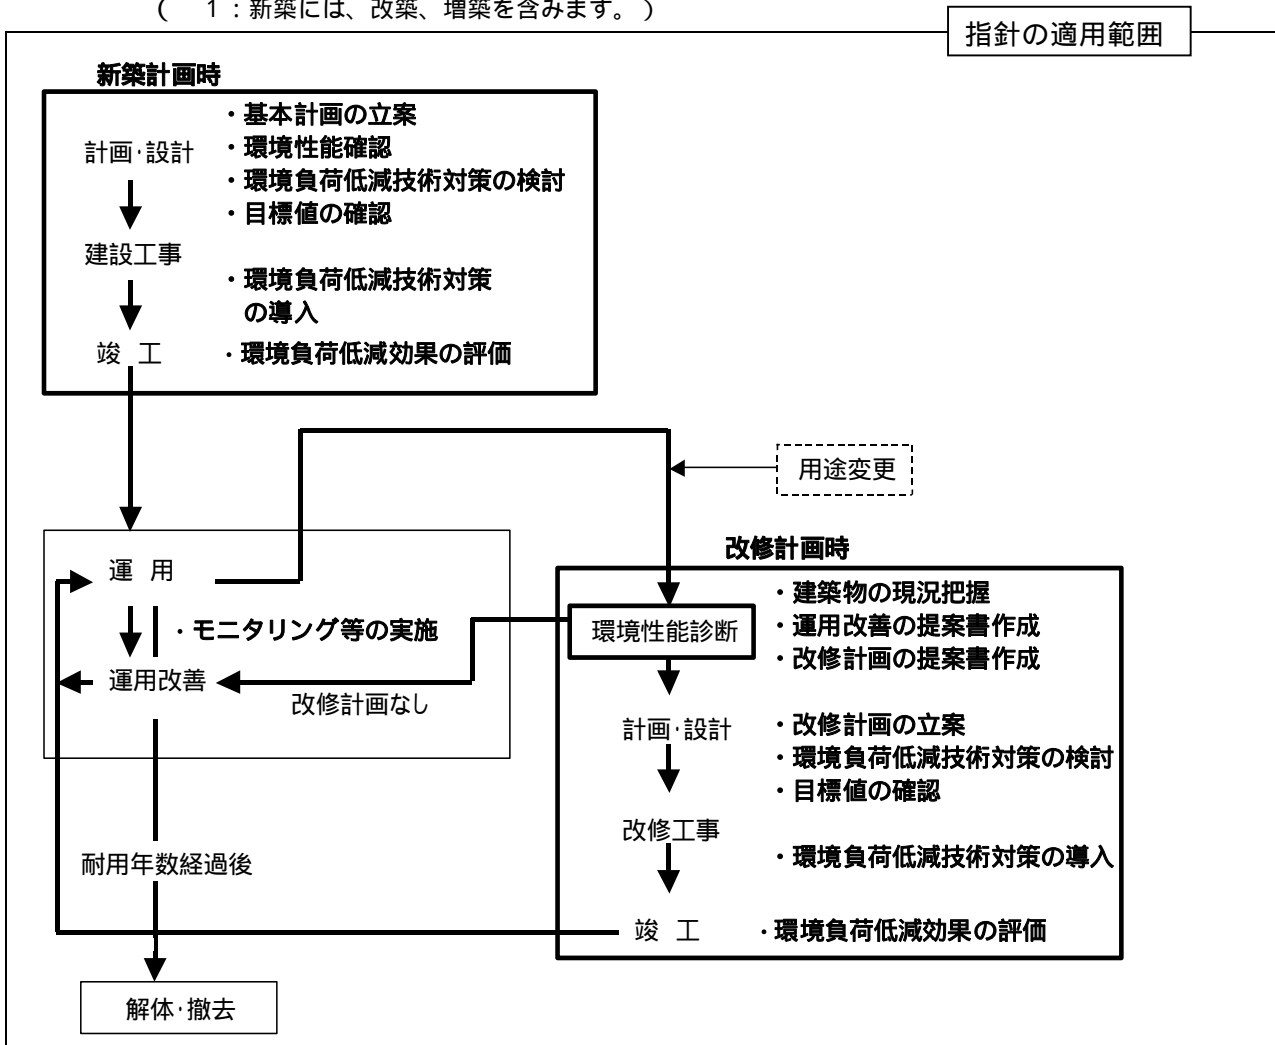 ( 1：新築には、改築、増築を含みます。)
指針の適用範囲
新築計画時
計画・設計
・基本計画の立案
・環境性能確認
・環境負荷低減技術対策の検討
・目標値の確認
建設工事
・環境負荷低減技術対策
の導入
竣 工
・環境負荷低減効果の評価
用途変更
運 用
・モニタリング等の実施
運用改善
改修計画なし
改修計画時
環境性能診断
・建築物の現況把握
・運用改善の提案書作成
・改修計画の提案書作成
計画・設計
・改修計画の立案
・環境負荷低減技術対策の検討
・目標値の確認
改修工事
・環境負荷低減技術対策の導入
竣 工
・環境負荷低減効果の評価
耐用年数経過後
解体・撤去